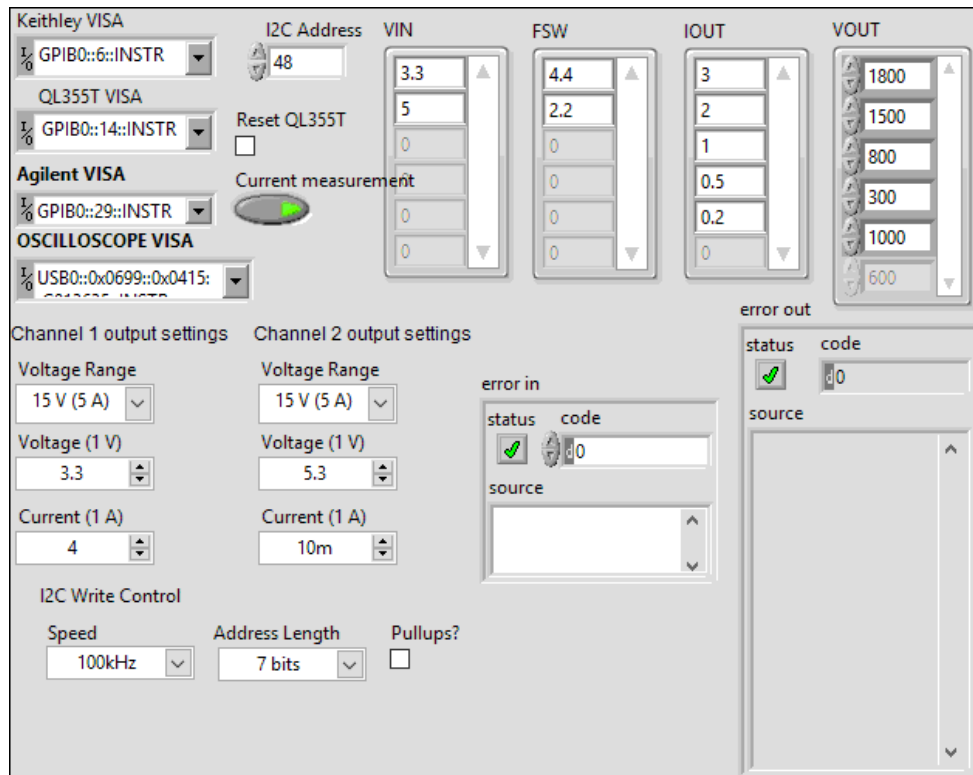 Keithley VISA
GPIB0::6::INSTR
I2C Address
48
QL355T VISA
GPIB0::14::INSTR
Reset QL355T
Agilent VISA
GPIB0::29::INSTR
Current measurement
OSCILLOSCOPE VISA
USB0::0x0699::0x0415:
VIN
3.3
5
0
0
0
0
FSW
4.4
2.2
0
0
0
0
IOUT
3
2
1
0.5
0.2
0
VOUT
1800
1500
800
300
1000
600
Channel 1 output settings
Voltage Range
15 V (5 A)
Voltage (1 V)
3.3
Current (1 A)
4
Channel 2 output settings
Voltage Range
15 V (5 A)
Voltage (1 V)
5.3
Current (1 A)
10m
error in
status code
d0
source
error out
status code
d0
source
I2C Write Control
Speed
100kHz
Address Length
7 bits
Pullups?